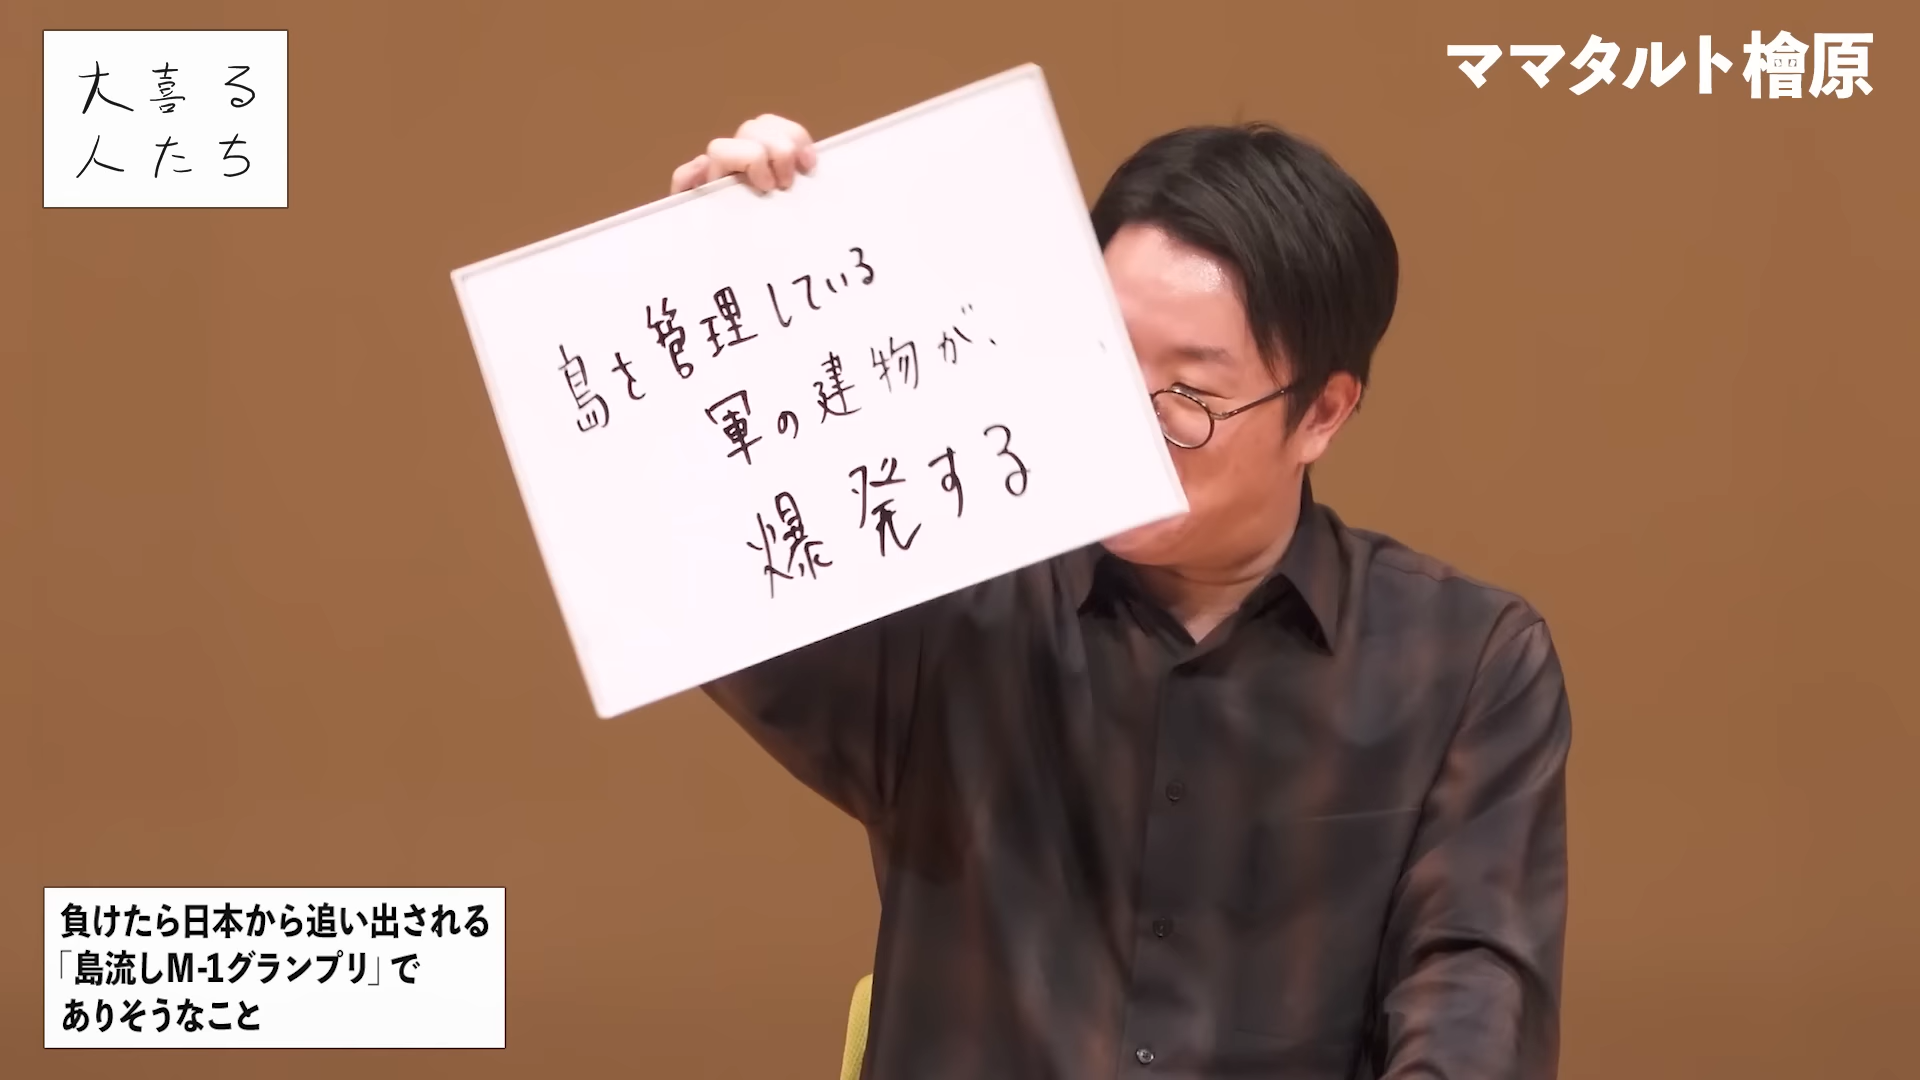 大喜る
人たち
ママタルト檜原
島を管理している
軍の建物が、
爆発する
負けたら日本から追い出される
「島流しM-1グランプリ」で
ありそうなこと